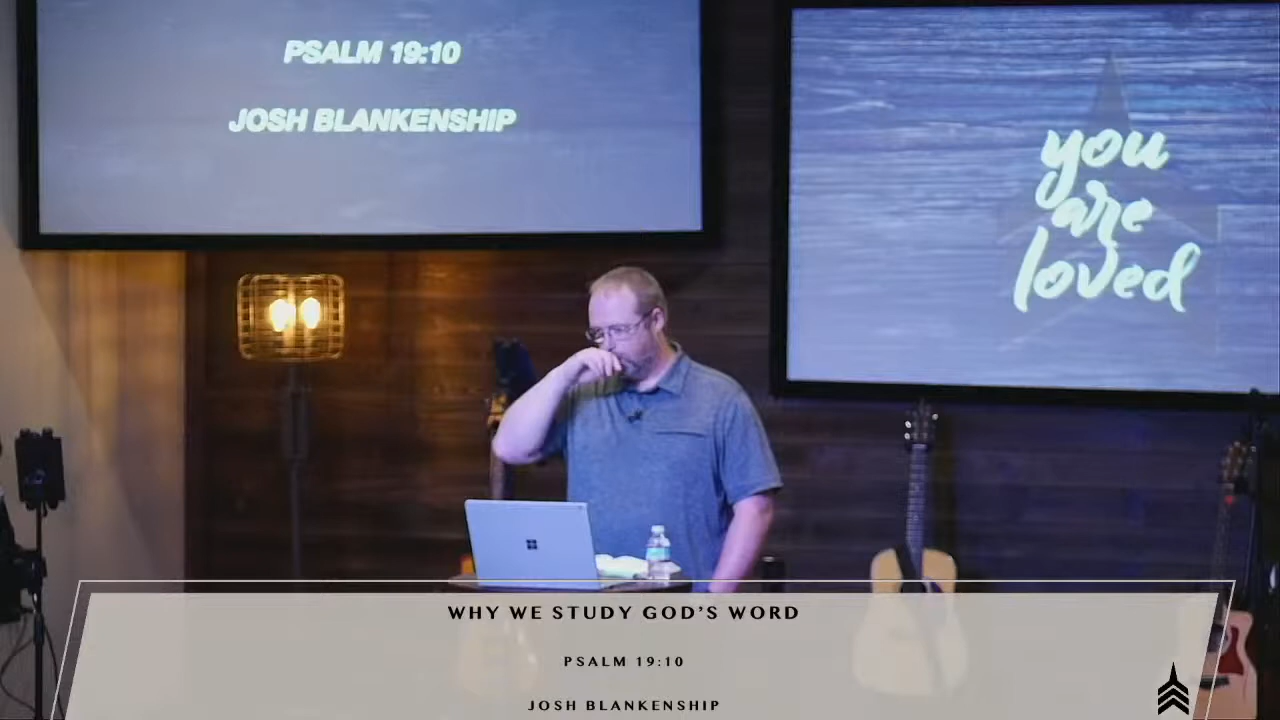 PSALM 19:10
JOSH BLANKENSHIP
you
are
loved
WHY WE STUDY GOD'S WORD
PSALM 19:10
JOSH BLANKENSHIP